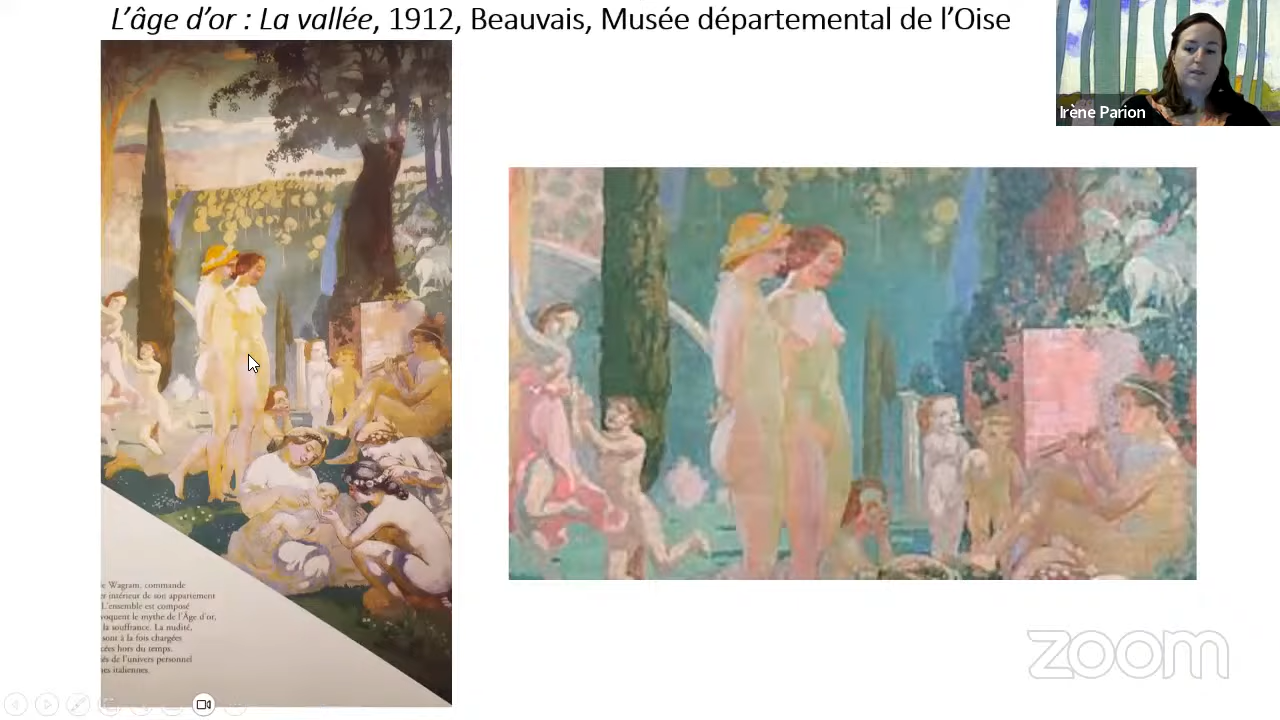 L'âge d'or : La vallée, 1912, Beauvais, Musée départemental de l'Oise
Irène Parion
Wagram, commande
intérieur de son appartement
L'ensemble est composé
voquent le mythe de l'Âge d'or,
la souffrance. La nudité,
sont à la fois chargées
cées hors du temps.
de l'univers personnel
es italiennes.
zoom